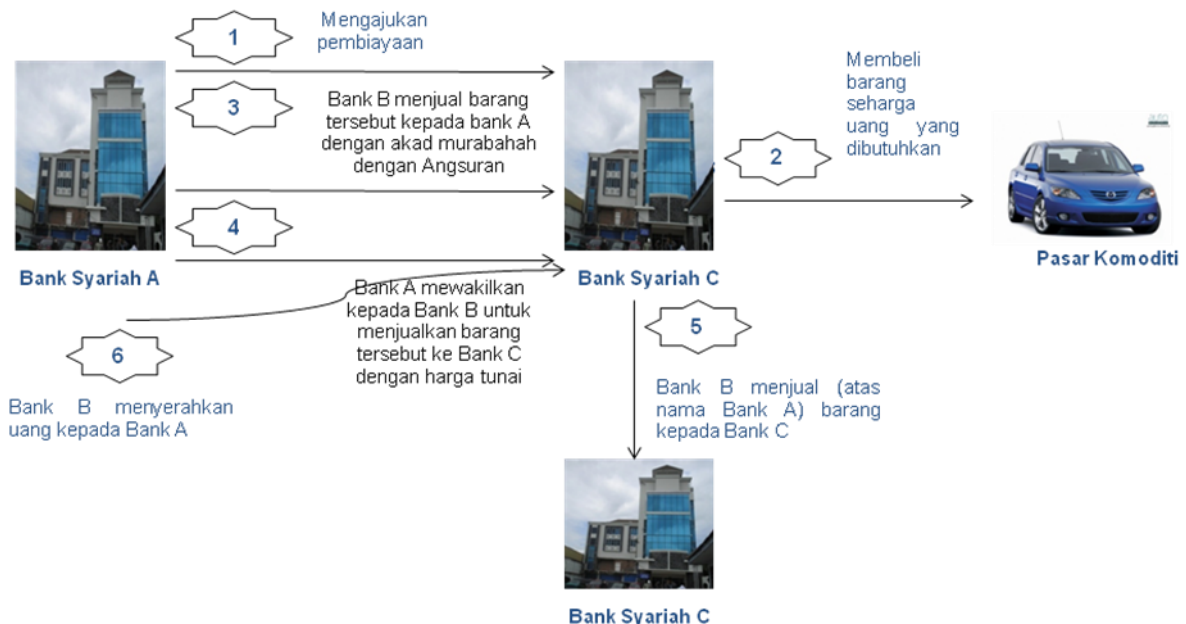 1
Mengajukan
pembiayaan
3
Bank B menjual barang
tersebut kepada bank A
dengan akad murabahah
dengan Angsuran
4
Bank Syariah A
Bank Syariah C
2
Membeli
barang
seharga
uang yang
dibutuhkan
Pasar Komoditi
Bank A mewakilkan
kepada Bank B untuk
menjualkan barang
tersebut ke Bank C
dengan harga tunai
6
Bank B menyerahkan
uang kepada Bank A
5
Bank B menjual (atas
nama Bank A) barang
kepada Bank C
Bank Syariah C